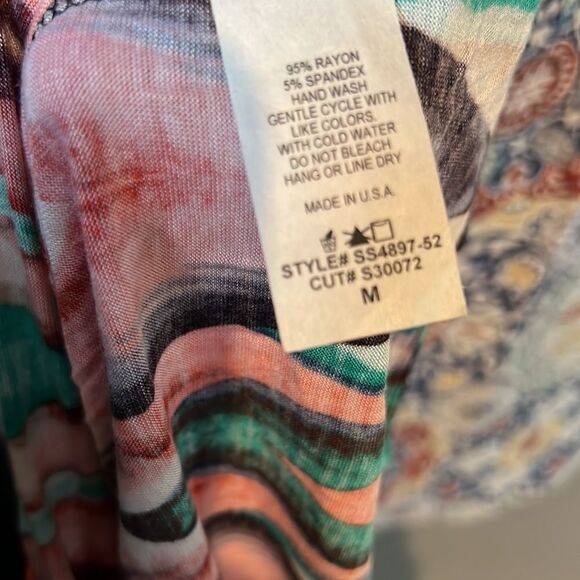 95% RAYON
5% SPANDEX
HAND WASH
GENTLE CYCLE WITH
LIKE COLORS.
WITH COLD WATER
DO NOT BLEACH
HANG OR LINE DRY
MADE IN U.S.A.
STYLE# SS4897-52
CUT# S30072
M